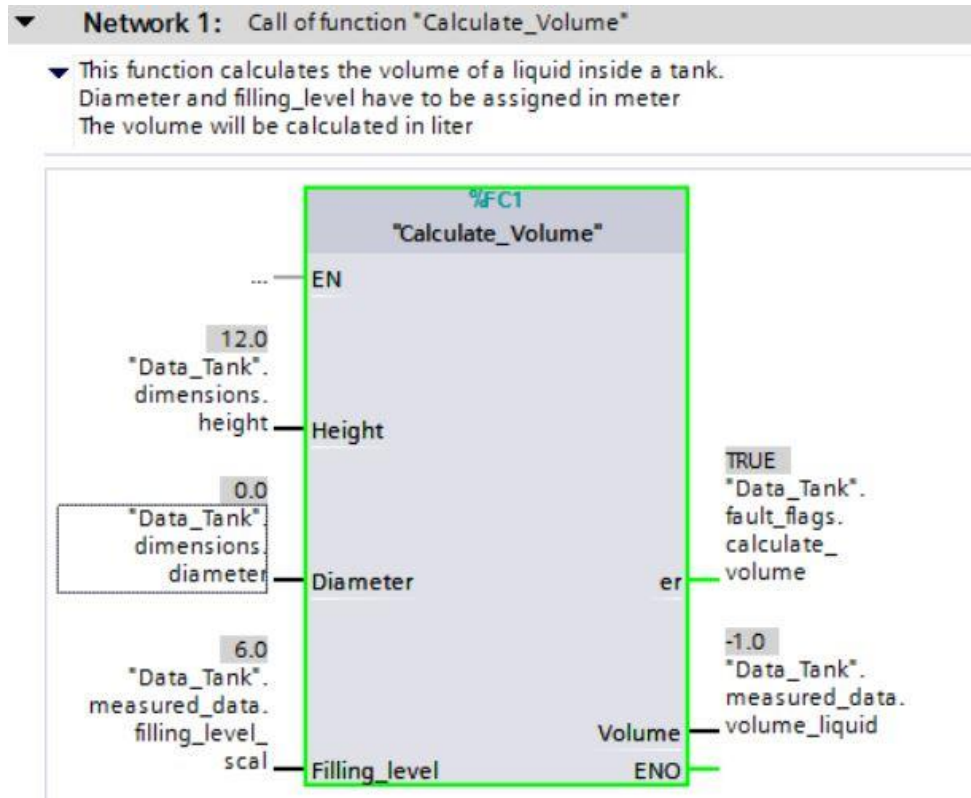 Network 1: Call of function "Calculate_Volume"
This function calculates the volume of a liquid inside a tank.
Diameter and filling_level have to be assigned in meter
The volume will be calculated in liter
%FC1
"Calculate_Volume"
...
EN
12.0
"Data_Tank".
dimensions.
height
Height
0.0
"Data_Tank".
dimensions.
diameter
Diameter
6.0
"Data_Tank".
measured_data.
filling_level_
scal
Filling_level
TRUE
"Data_Tank".
fault_flags.
calculate_
volume
er
-1.0
"Data_Tank".
measured_data.
volume_liquid
Volume
ENO